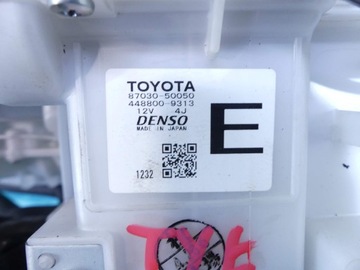 TOYOTA
87030-50050
448800-9313
12V 4J
DENSO
MADE IN JAPAN
E
1232